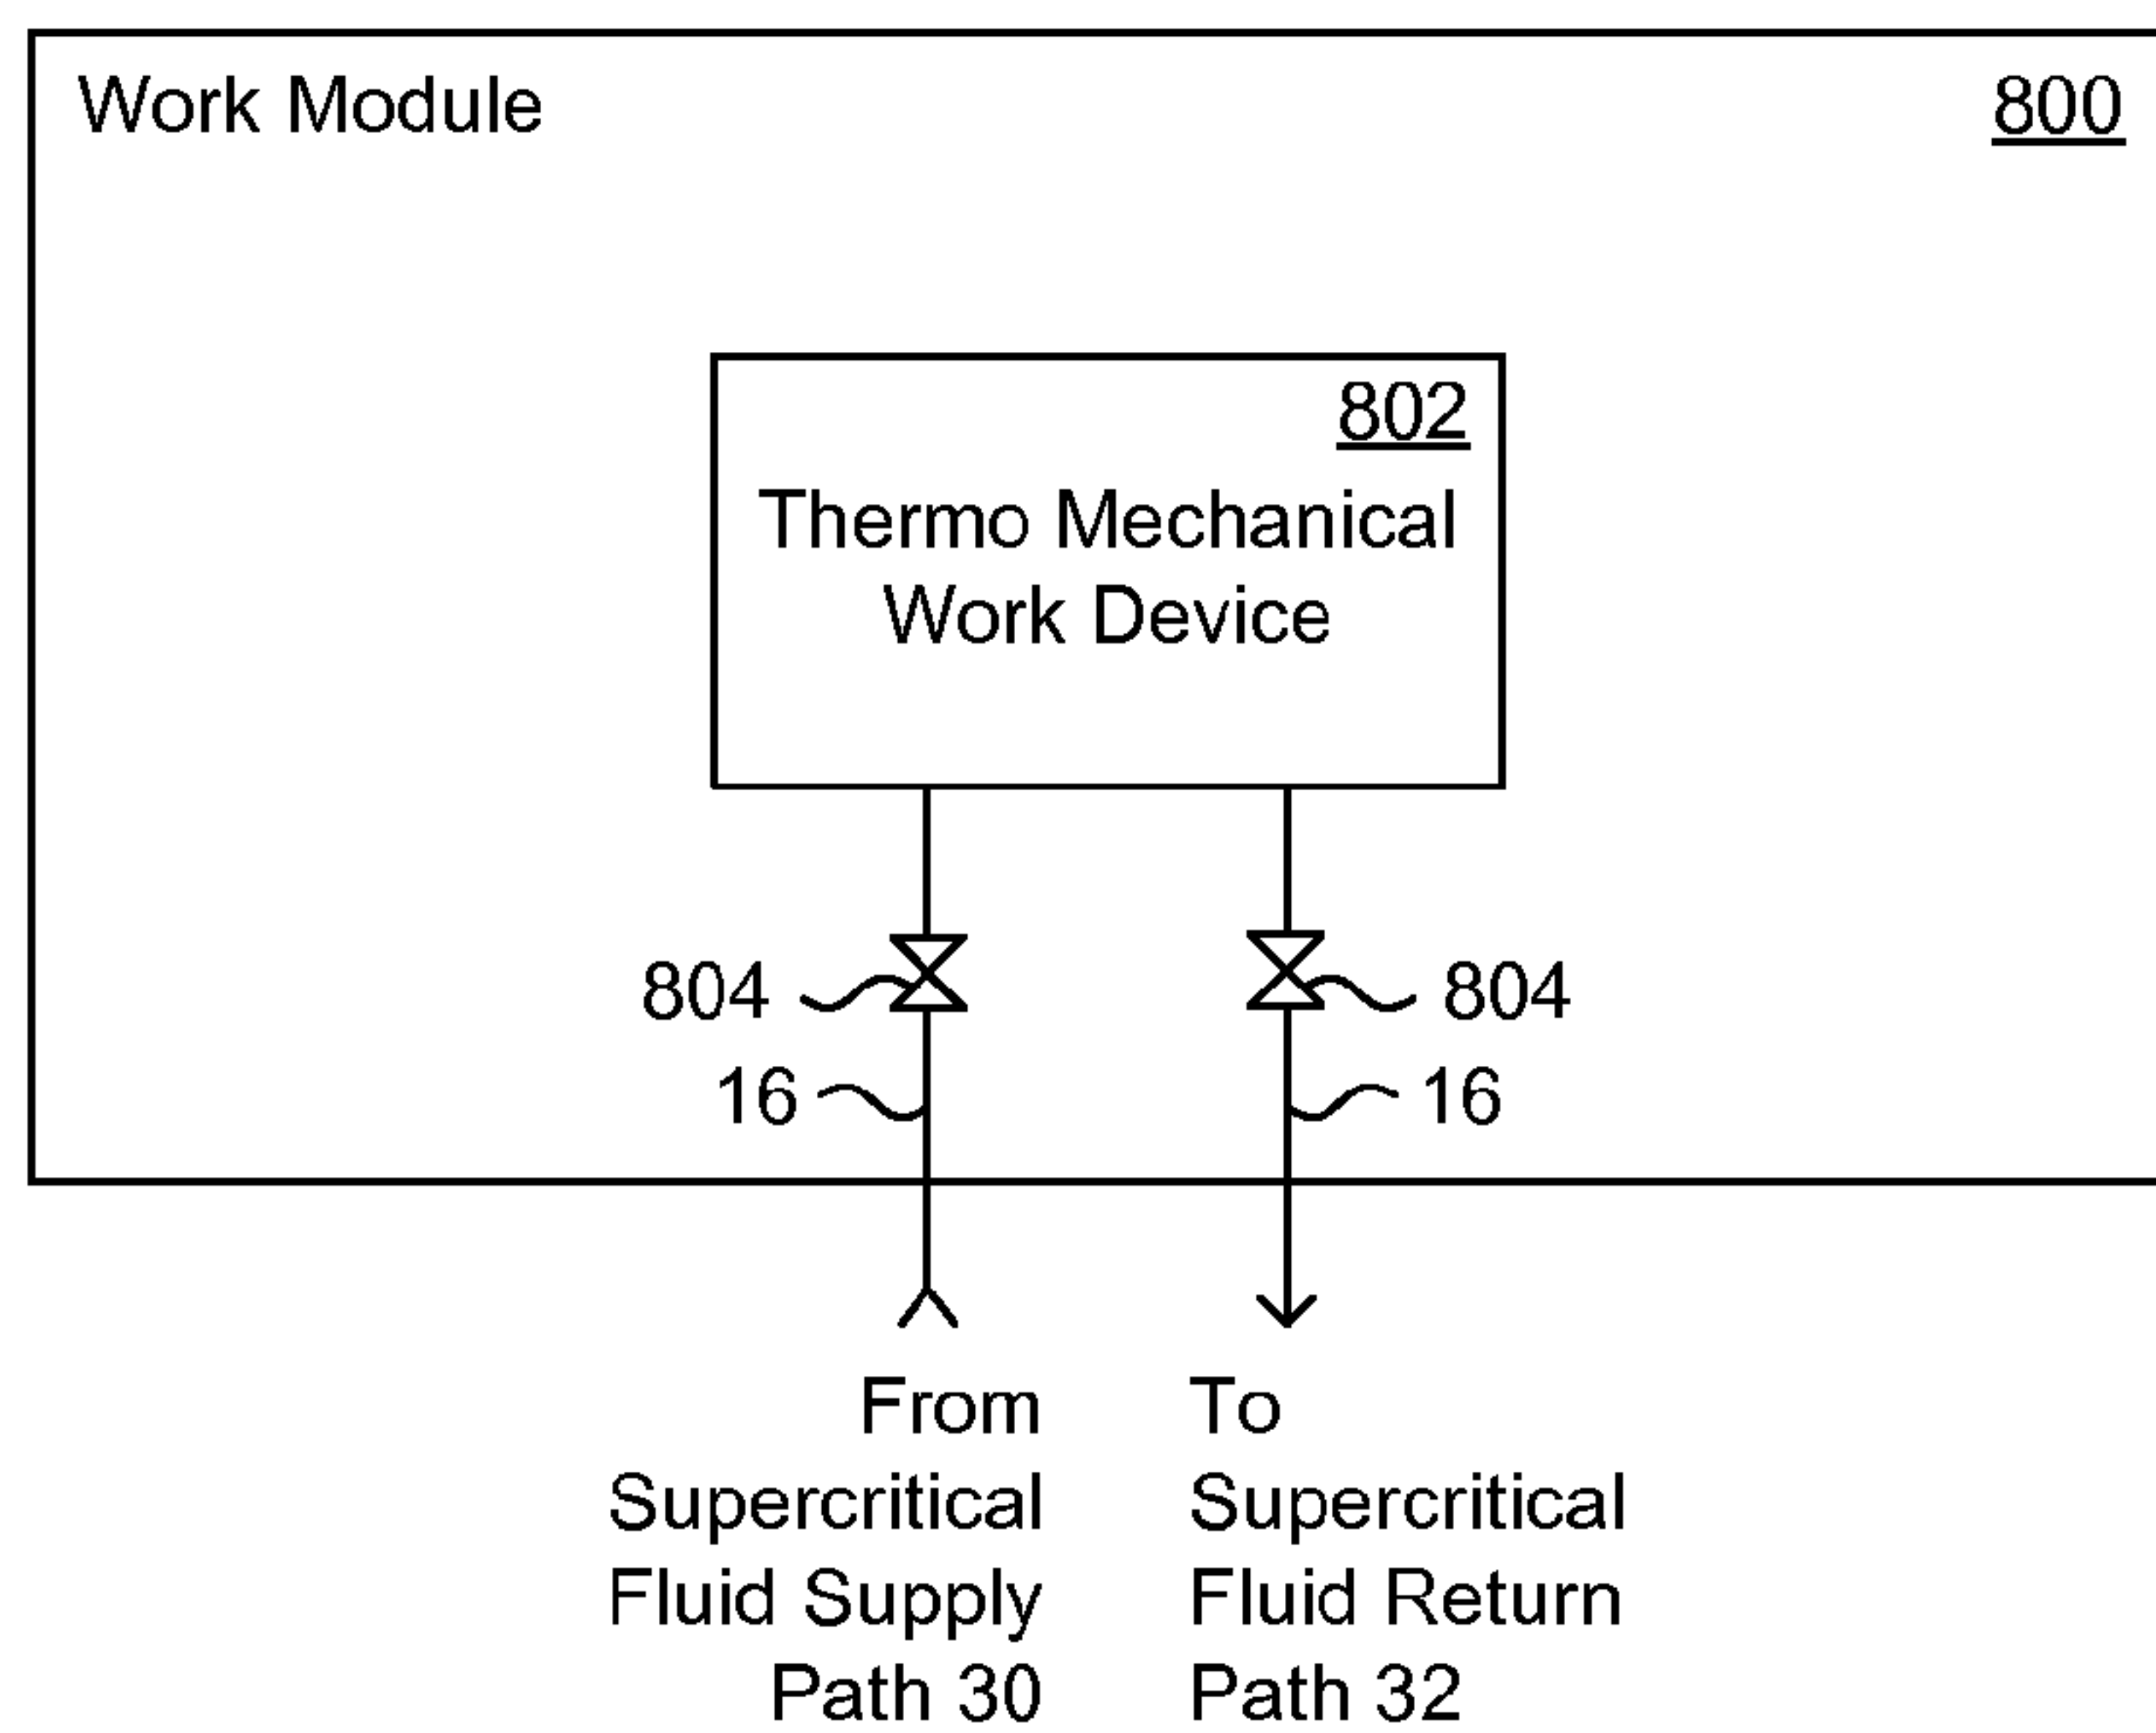 Work Module 800
802
Thermo Mechanical
Work Device
804 804
16 16
From
Supercritical
Fluid Supply
Path 30
To
Supercritical
Fluid Return
Path 32